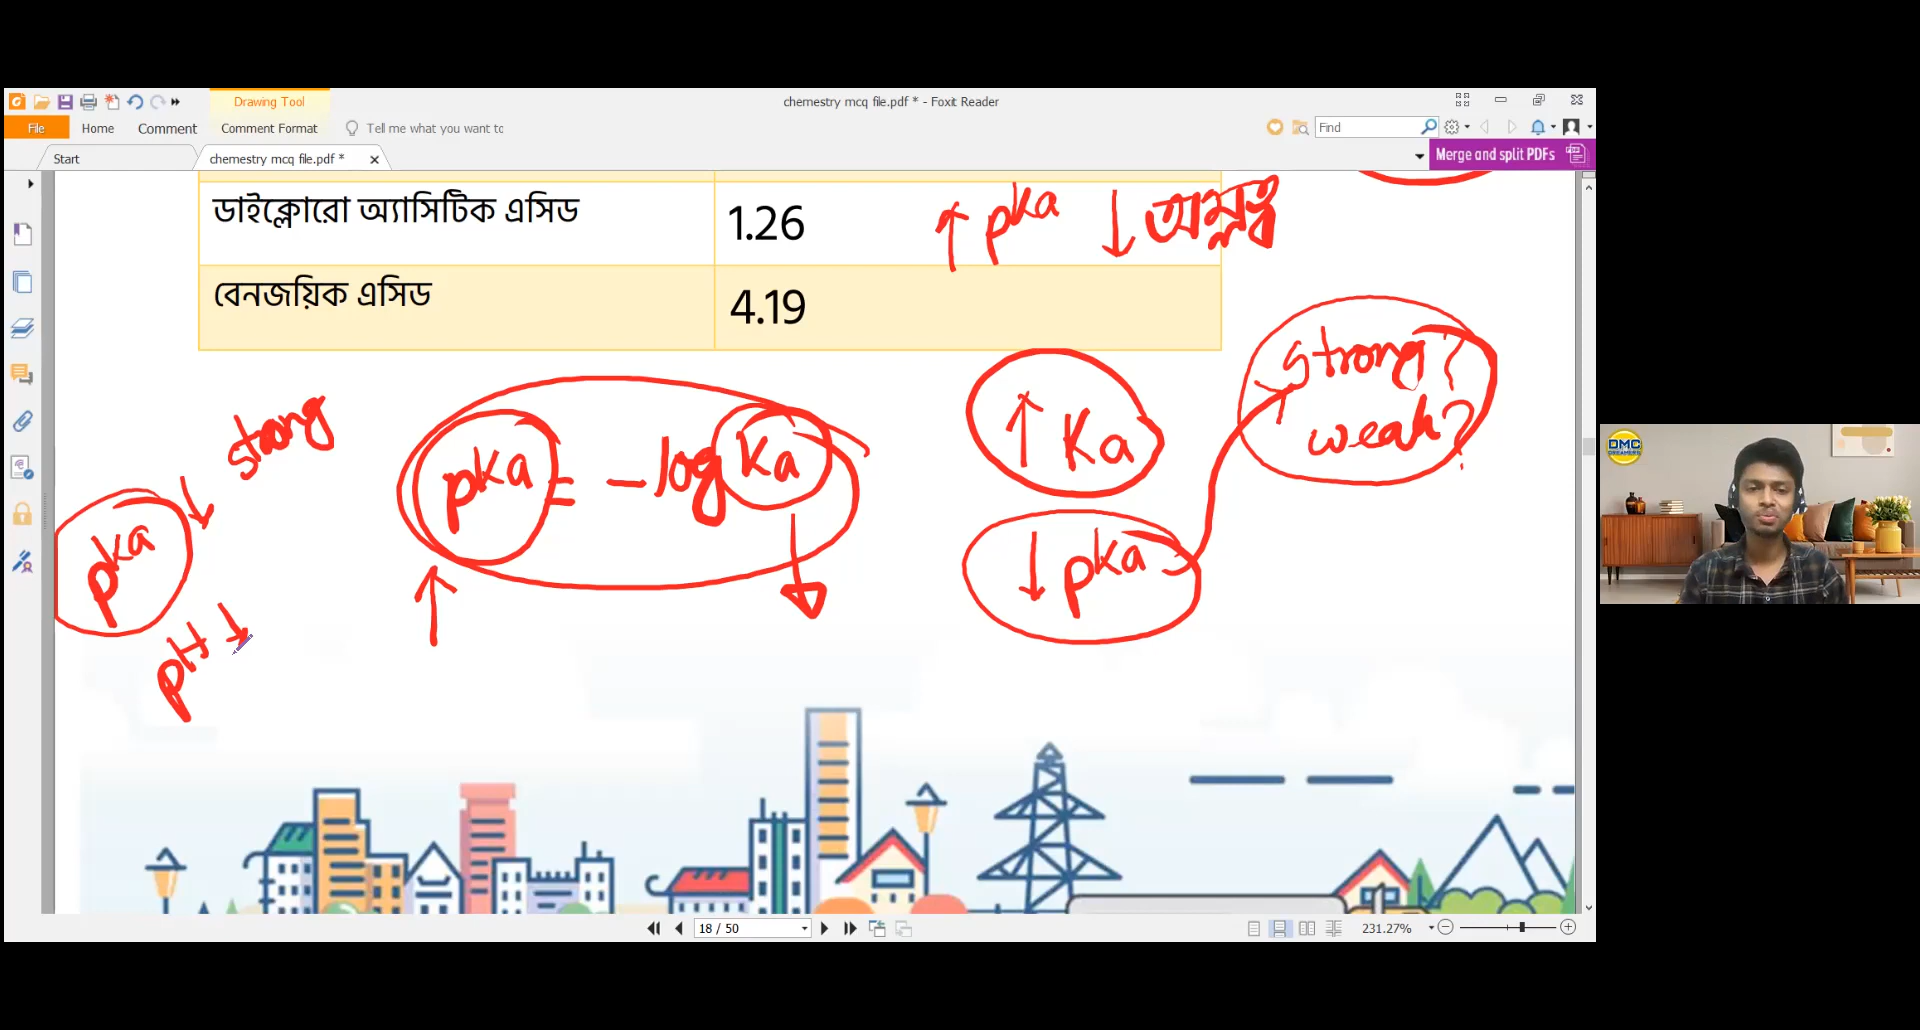 Drawing Tool
chemestry mcq file.pdf * - Foxit Reader
File Home Comment Comment Format Tell me what you want to
Find
Start chemestry mcq file.pdf *
Merge and split PDFs
ডাইক্লোরো অ্যাসিটিক এসিড 1.26
↑ pka ↓ অম্লত্ব
বেনজয়িক এসিড 4.19
strong? weak?
strong
pka = - log Ka
↑ Ka
pka ↓
↓ pka
pH ↓
DMC
DREAMERS
18 / 50
231.27%